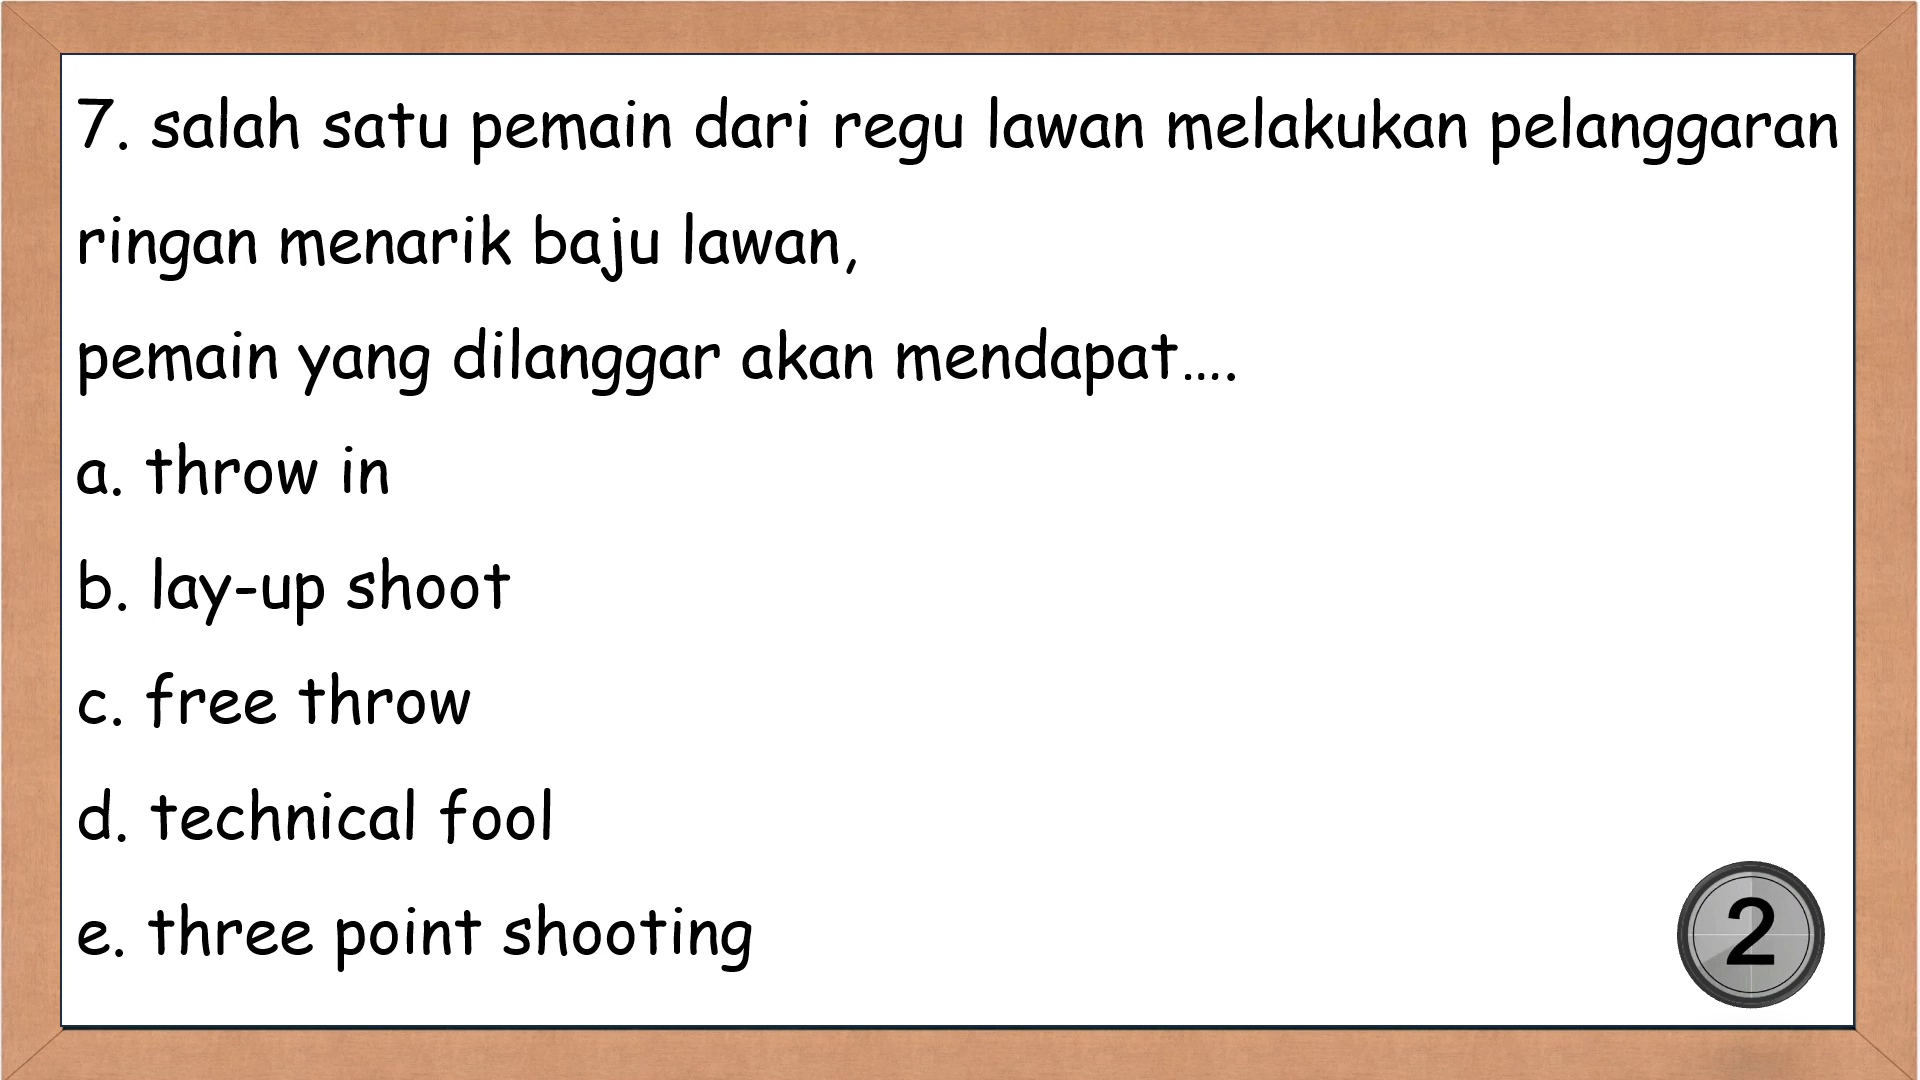 7. salah satu pemain dari regu lawan melakukan pelanggaran
ringan menarik baju lawan,
pemain yang dilanggar akan mendapat....
a. throw in
b. lay-up shoot
c. free throw
d. technical fool
e. three point shooting
2